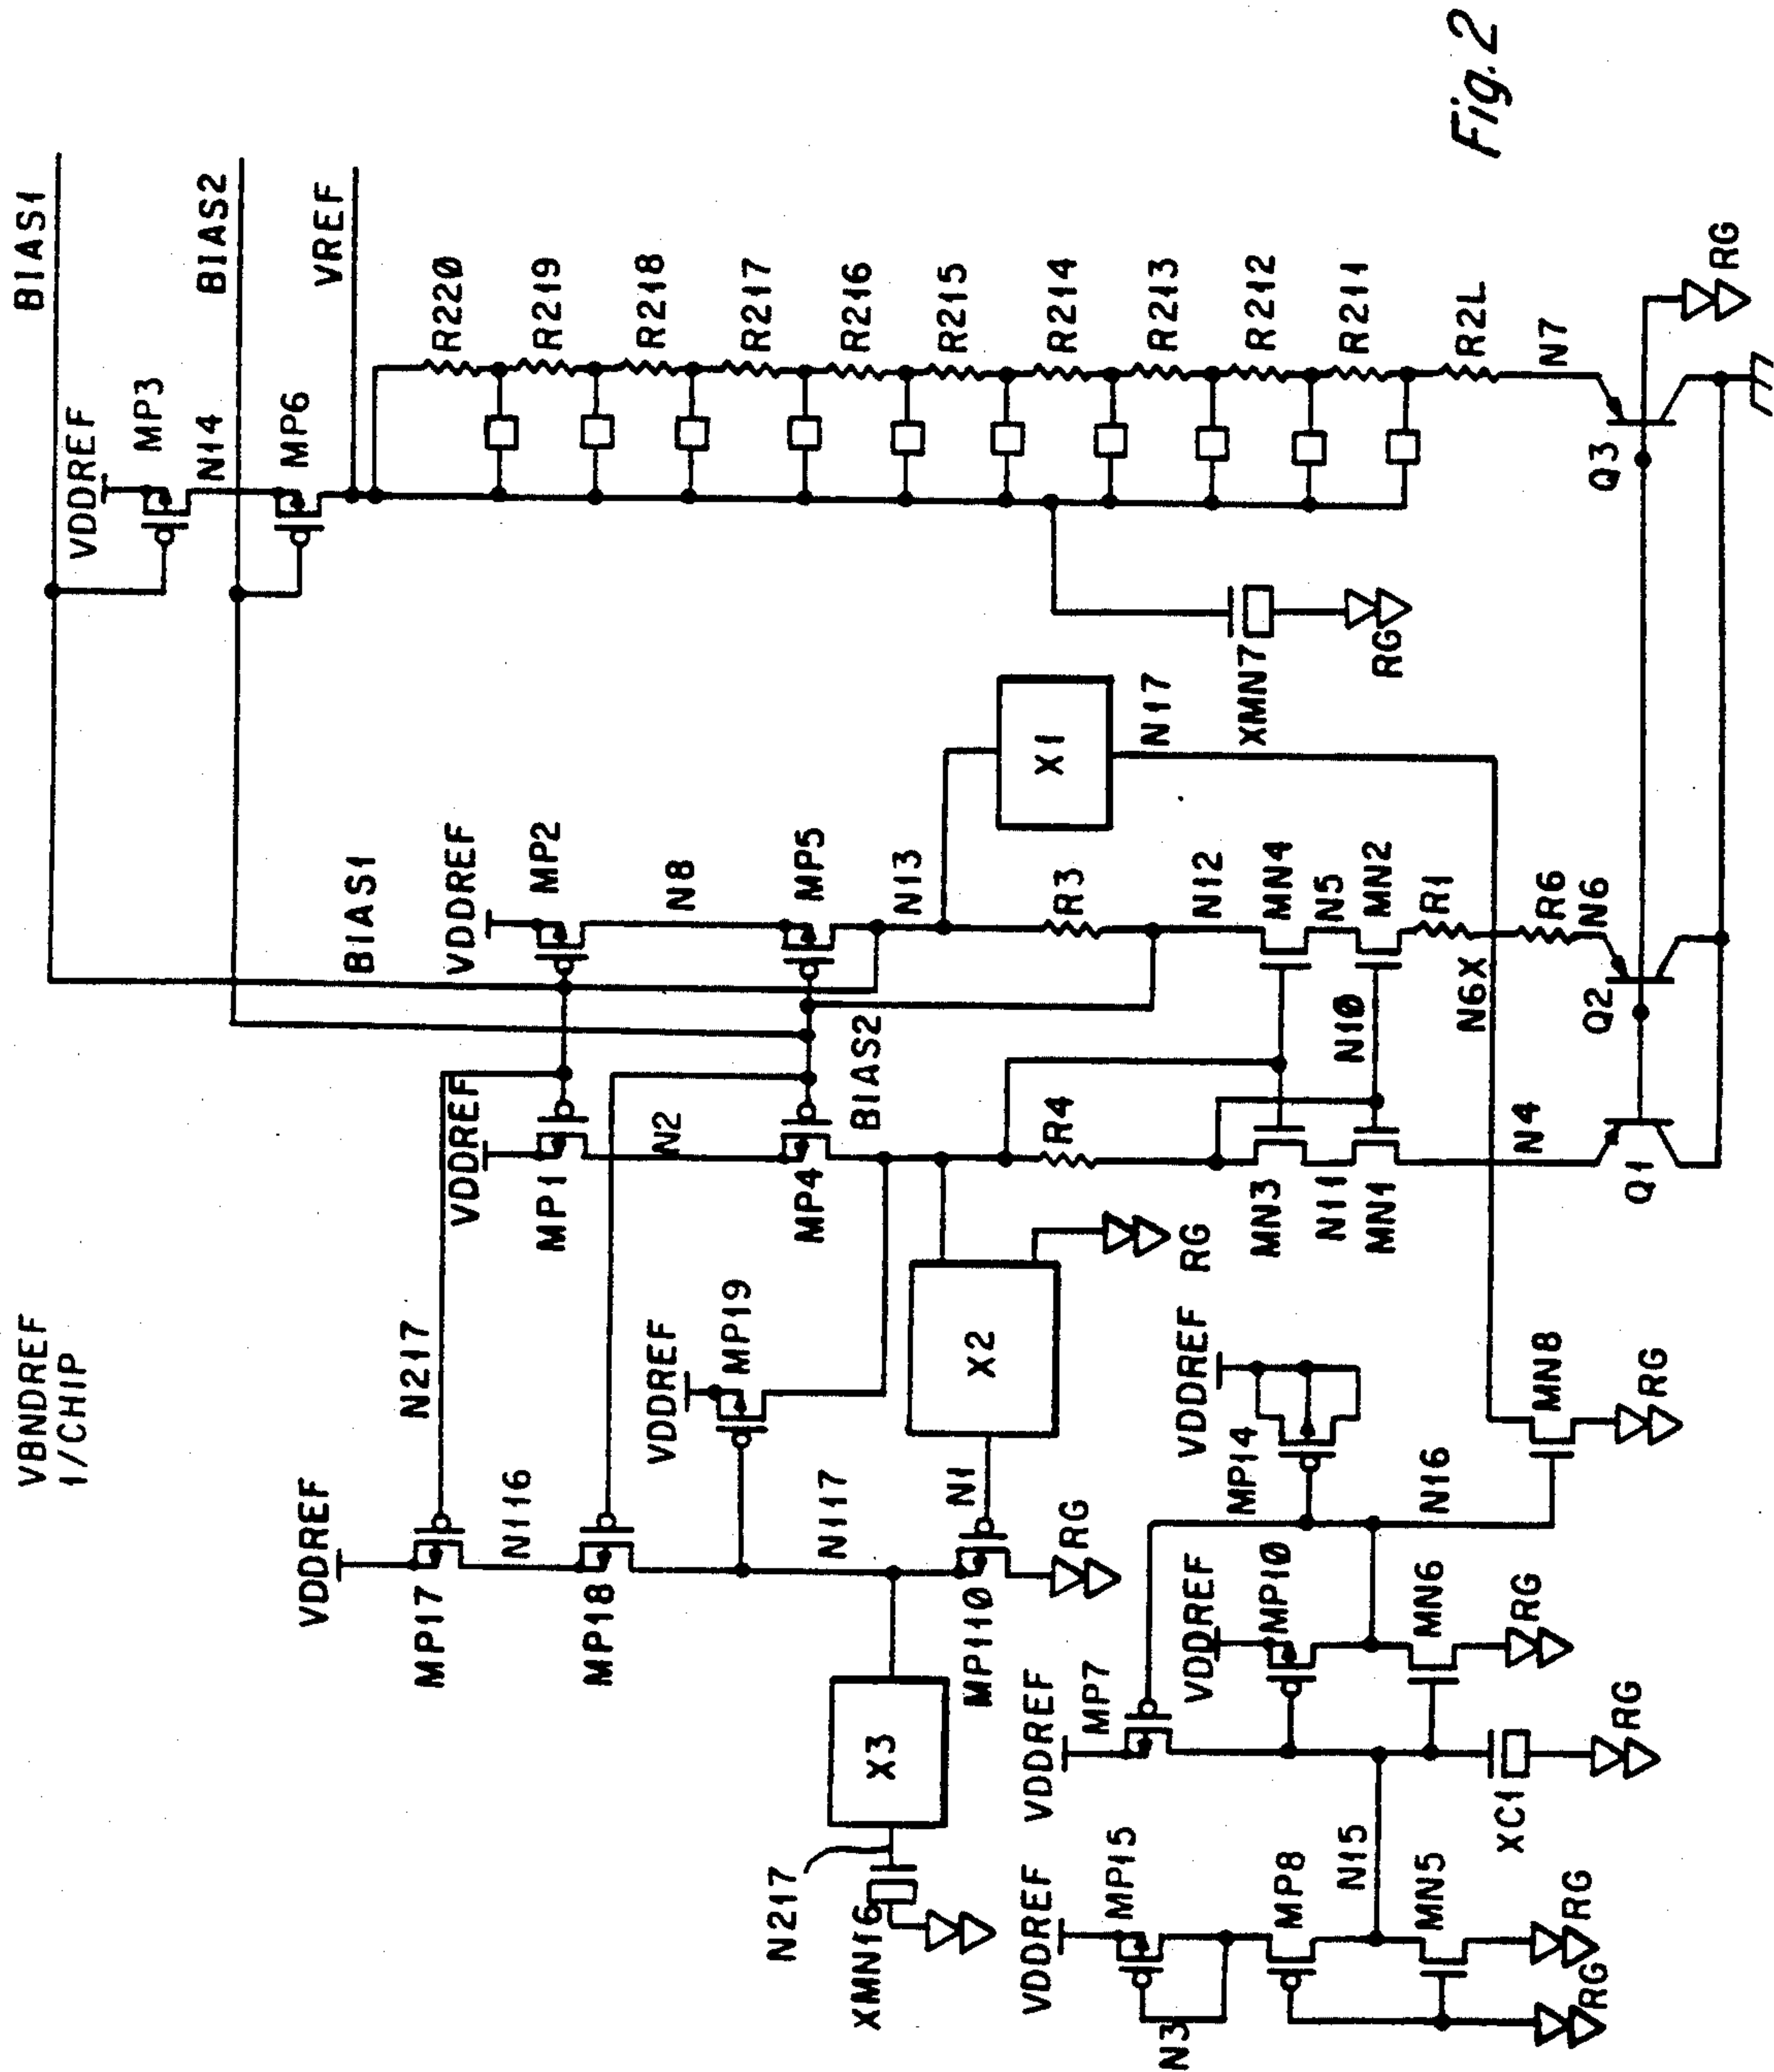 VBNDREF
1/CHIP
BIAS1
BIAS2
VREF
VDDREF
MP3
N14
MP6
R220
R219
R218
R217
R216
R215
R214
R213
R212
R211
R2L
N7
Q3
RG
XMN7
RG
BIAS1
VDDREF
MP2
N8
MP5
N13
X1
N17
R3
N12
MN4
N5
MN2
R1
N6X
R6
N6
Q2
N10
VDDREF
MP1
N2
MP4
BIAS2
R4
MN3
N11
MN1
N4
Q1
N217
VDDREF
MP17
N116
MP18
VDDREF
MP19
N117
X2
RG
N1
MP110
RG
X3
N217
XMN16
VDDREF
MP14
N16
MN8
RG
VDDREF
MP7
VDDREF
MP10
MN6
RG
XC1
RG
VDDREF
MP15
N3
MP8
N15
MN5
RG
RG
Fig. 2